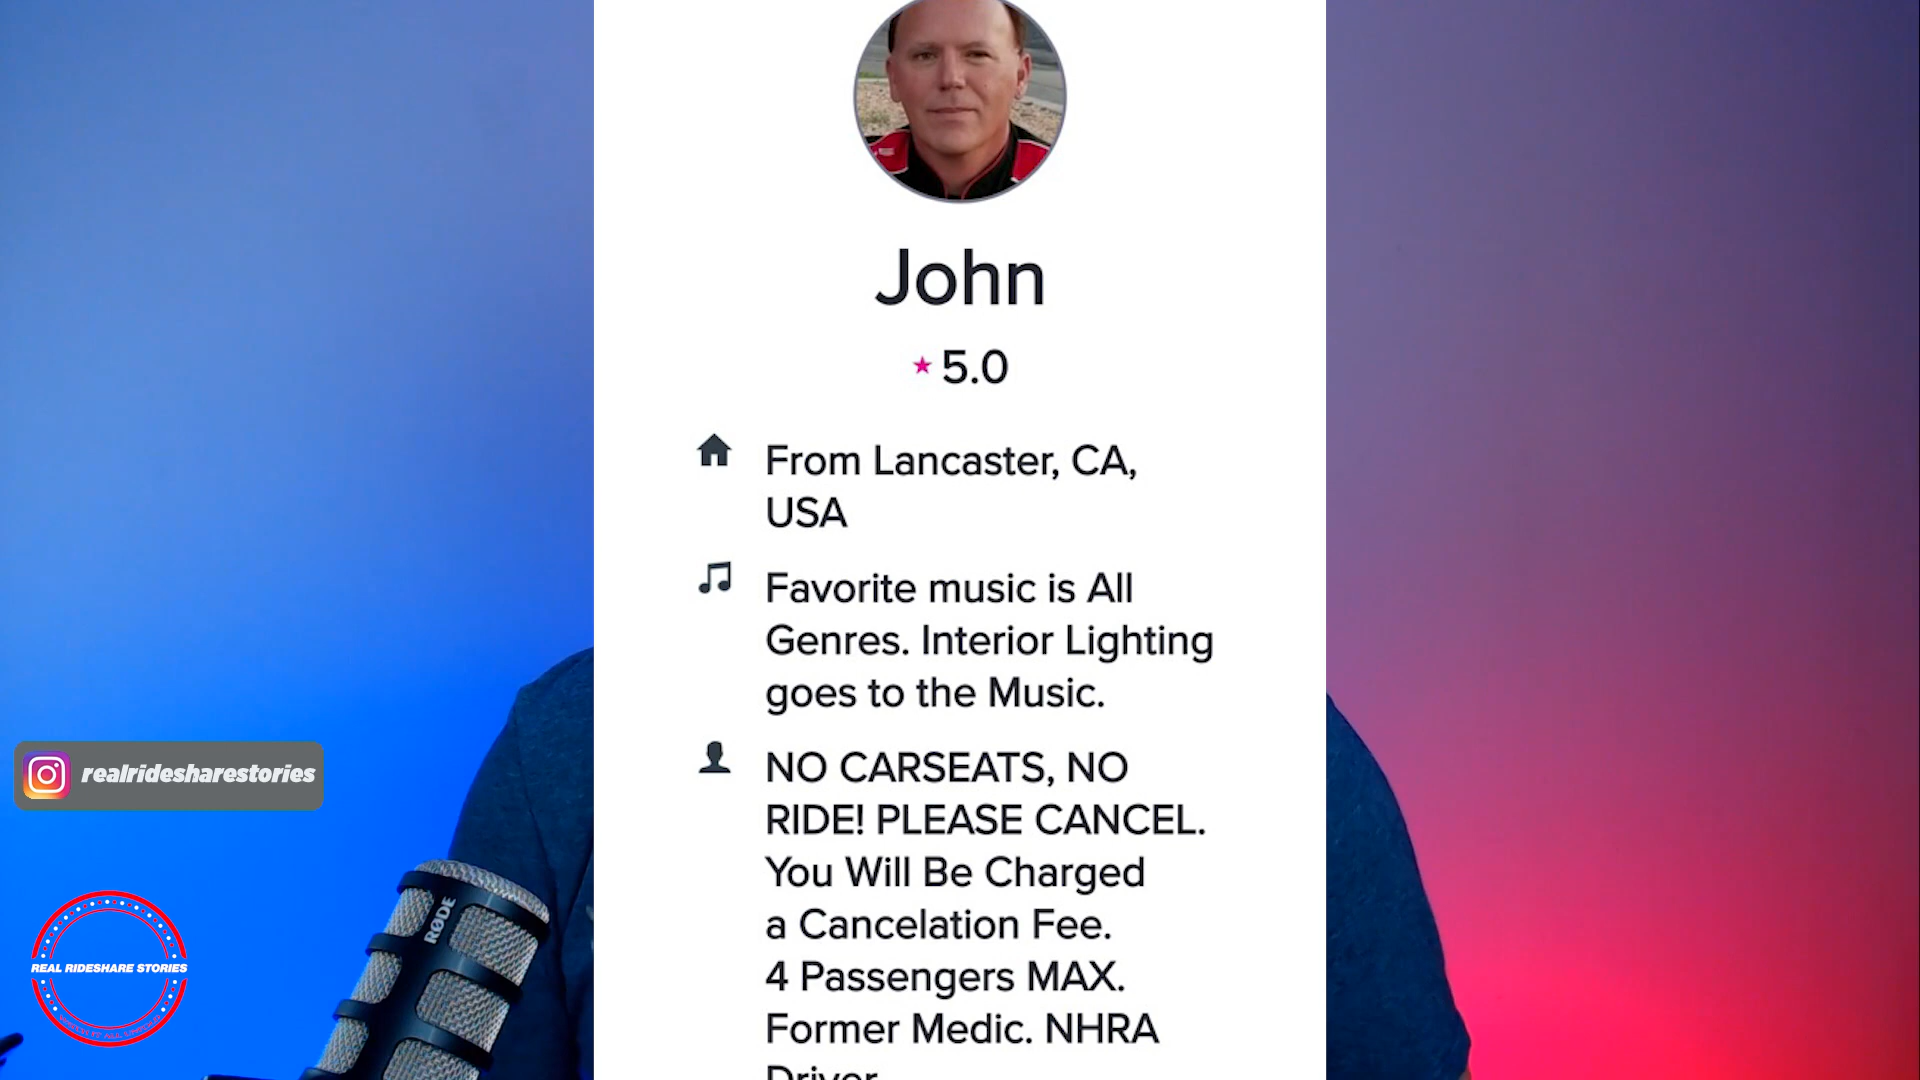 John
5.0
From Lancaster, CA,
USA
Favorite music is All
Genres. Interior Lighting
goes to the Music.
NO CARSEATS, NO
RIDE! PLEASE CANCEL.
You Will Be Charged
a Cancelation Fee.
4 Passengers MAX.
Former Medic. NHRA
Driver
realridesharestories
RØDE
REAL RIDESHARE STORIES